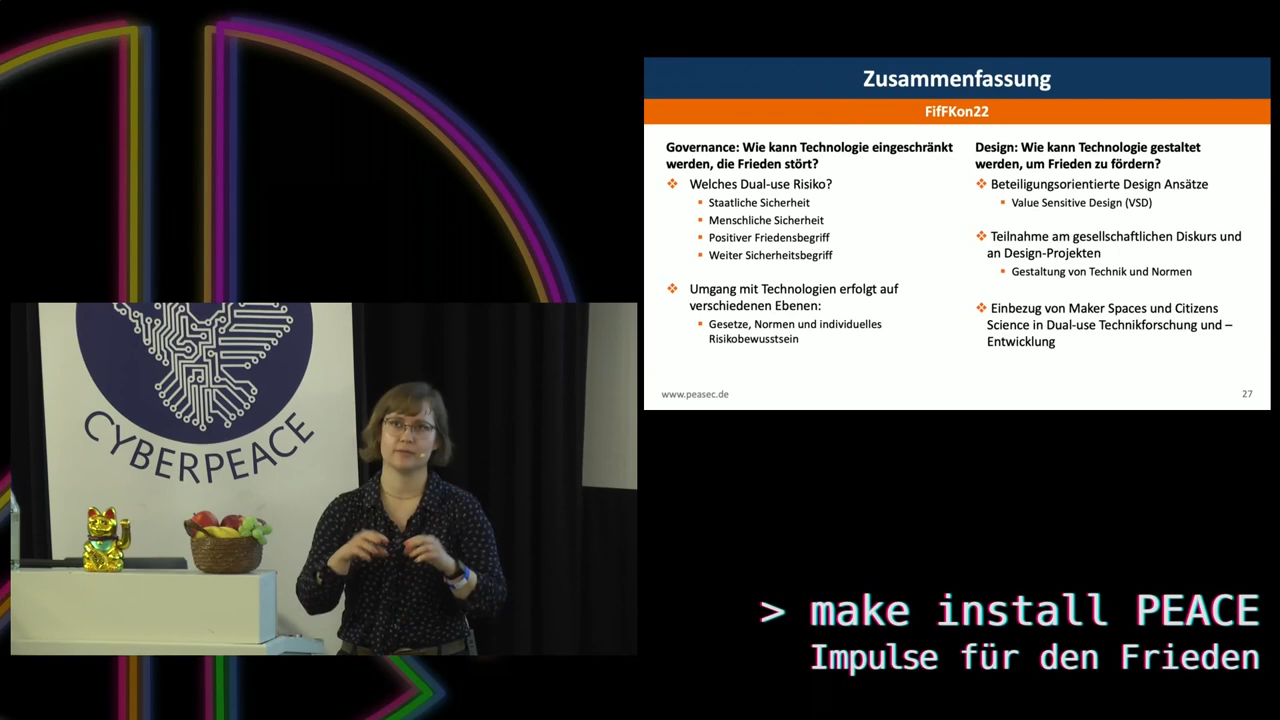 Zusammenfassung
FifFKon22
Governance: Wie kann Technologie eingeschränkt
werden, die Frieden stört?
❖ Welches Dual-use Risiko?
▪ Staatliche Sicherheit
▪ Menschliche Sicherheit
▪ Positiver Friedensbegriff
▪ Weiter Sicherheitsbegriff
❖ Umgang mit Technologien erfolgt auf
verschiedenen Ebenen:
▪ Gesetze, Normen und individuelles
Risikobewusstsein
Design: Wie kann Technologie gestaltet
werden, um Frieden zu fördern?
❖ Beteiligungsorientierte Design Ansätze
▪ Value Sensitive Design (VSD)
❖ Teilnahme am gesellschaftlichen Diskurs und
an Design-Projekten
▪ Gestaltung von Technik und Normen
❖ Einbezug von Maker Spaces und Citizens
Science in Dual-use Technikforschung und –
Entwicklung
www.peasec.de
27
CYBERPEACE
> make install PEACE
Impulse für den Frieden